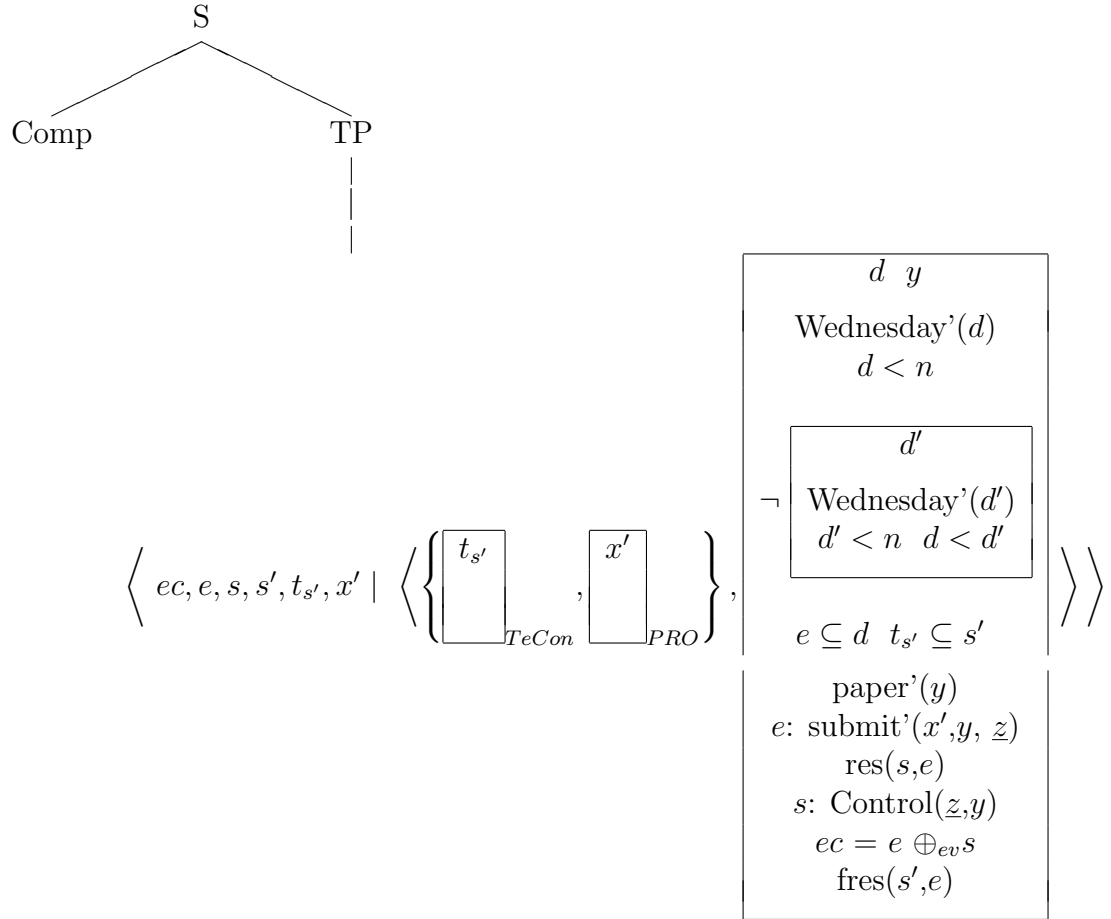 S
Comp TP
d y
Wednesday’(d)
d < n
d′
¬ Wednesday’(d′)
d′ < n d < d′
⟨ ec, e, s, s′, t_{s′}, x′ | ⟨ { t_{s′} _{TeCon} , x′ _{PRO} } , e ⊆ d t_{s′} ⊆ s′ ⟩ ⟩
paper’(y)
e: submit’(x′,y, <u>z</u>)
res(s,e)
s: Control(<u>z</u>,y)
ec = e ⊕_{ev} s
fres(s′,e)